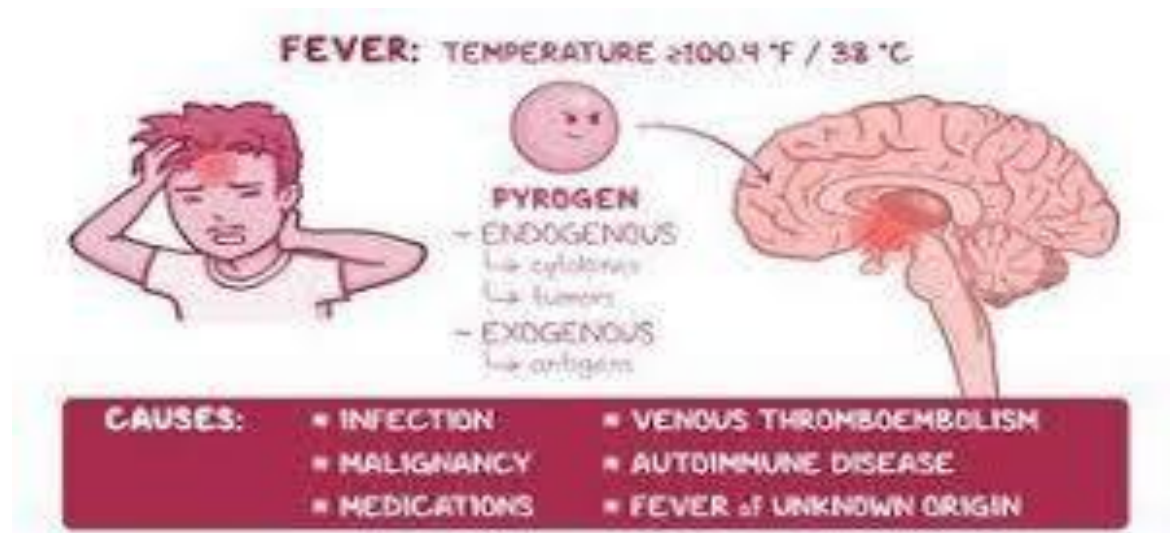 FEVER: TEMPERATURE ≥100.4 °F / 38 °C
PYROGEN
- ENDOGENOUS
↳ cytokines
↳ tumors
- EXOGENOUS
↳ antigens
CAUSES:
▪ INFECTION
▪ MALIGNANCY
▪ MEDICATIONS
▪ VENOUS THROMBOEMBOLISM
▪ AUTOIMMUNE DISEASE
▪ FEVER of UNKNOWN ORIGIN